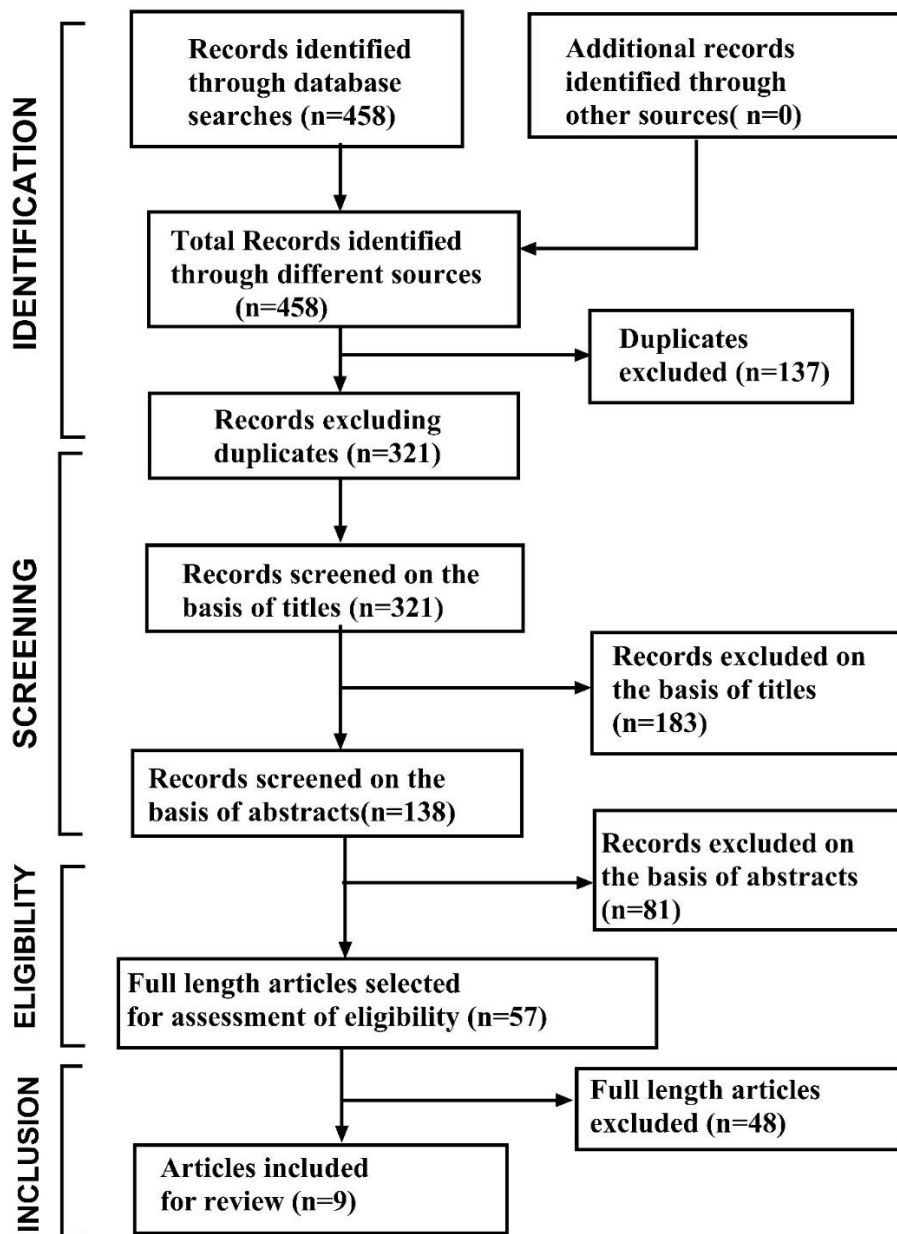 IDENTIFICATION
Records identified
through database
searches (n=458)
Additional records
identified through
other sources( n=0)
Total Records identified
through different sources
(n=458)
Duplicates
excluded (n=137)
Records excluding
duplicates (n=321)
SCREENING
Records screened on the
basis of titles (n=321)
Records excluded on
the basis of titles
(n=183)
Records screened on the
basis of abstracts(n=138)
Records excluded on
the basis of abstracts
(n=81)
ELIGIBILITY
Full length articles selected
for assessment of eligibility (n=57)
INCLUSION
Full length articles
excluded (n=48)
Articles included
for review (n=9)